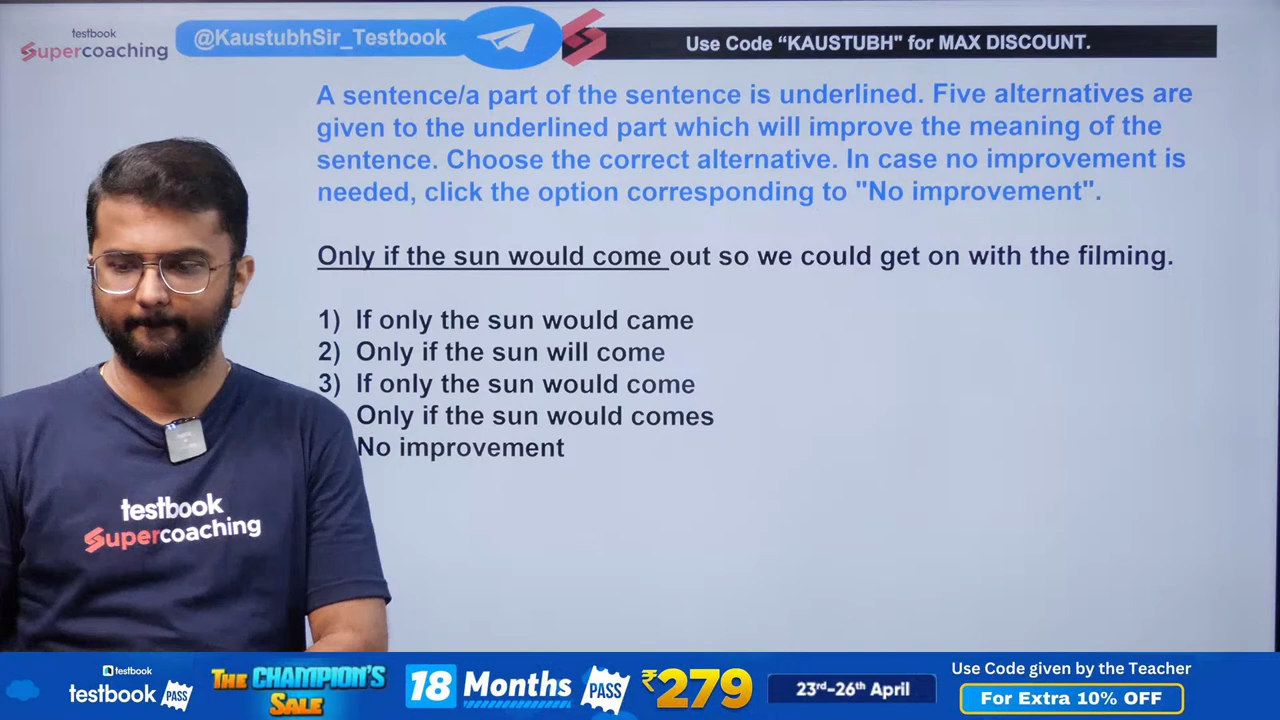 testbook
Supercoaching
@KaustubhSir_Testbook
Use Code “KAUSTUBH" for MAX DISCOUNT.
A sentence/a part of the sentence is underlined. Five alternatives are
given to the underlined part which will improve the meaning of the
sentence. Choose the correct alternative. In case no improvement is
needed, click the option corresponding to "No improvement".
Only if the sun would come out so we could get on with the filming.
1) If only the sun would came
2) Only if the sun will come
3) If only the sun would come
Only if the sun would comes
No improvement
testbook
Supercoaching
testbook
testbook PASS
THE CHAMPION'S
SALE
18 Months PASS ₹279
23rd-26th April
Use Code given by the Teacher
For Extra 10% OFF